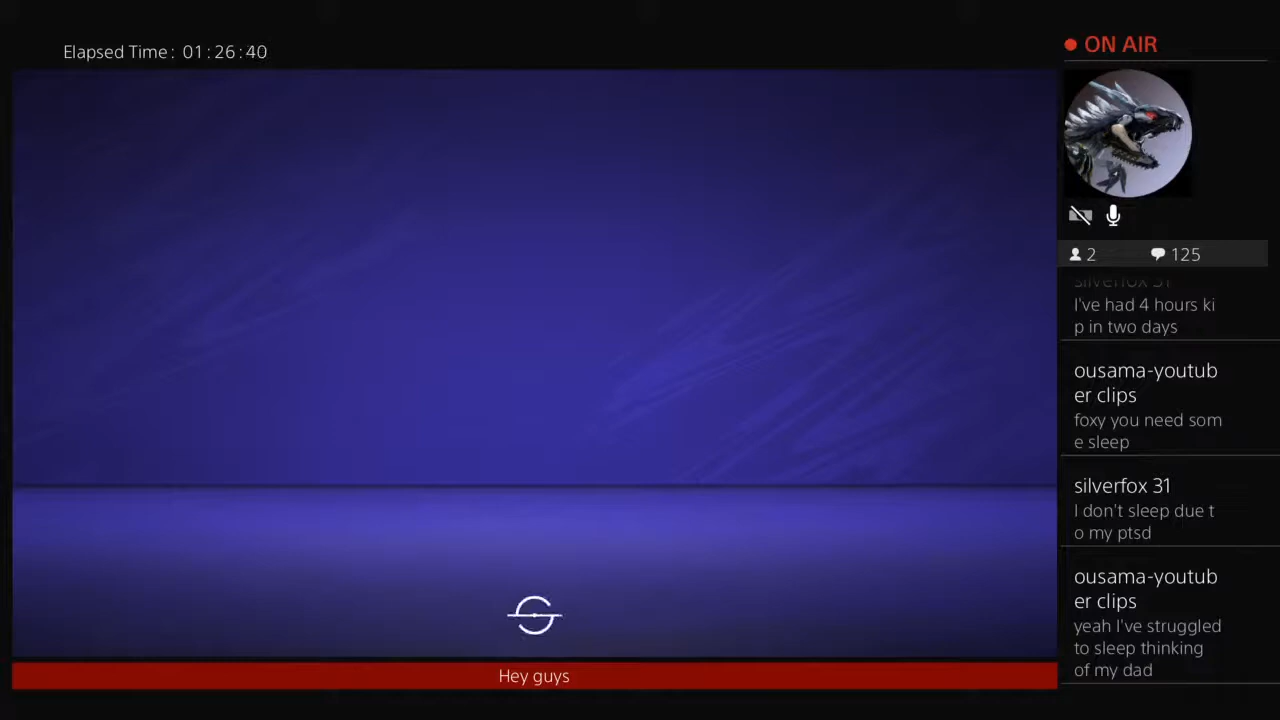 Elapsed Time: 01:26:40
ON AIR
2 125
silverfox 31
I've had 4 hours ki
p in two days
ousama-youtub
er clips
foxy you need som
e sleep
silverfox 31
I don't sleep due t
o my ptsd
ousama-youtub
er clips
yeah I've struggled
to sleep thinking
of my dad
Hey guys